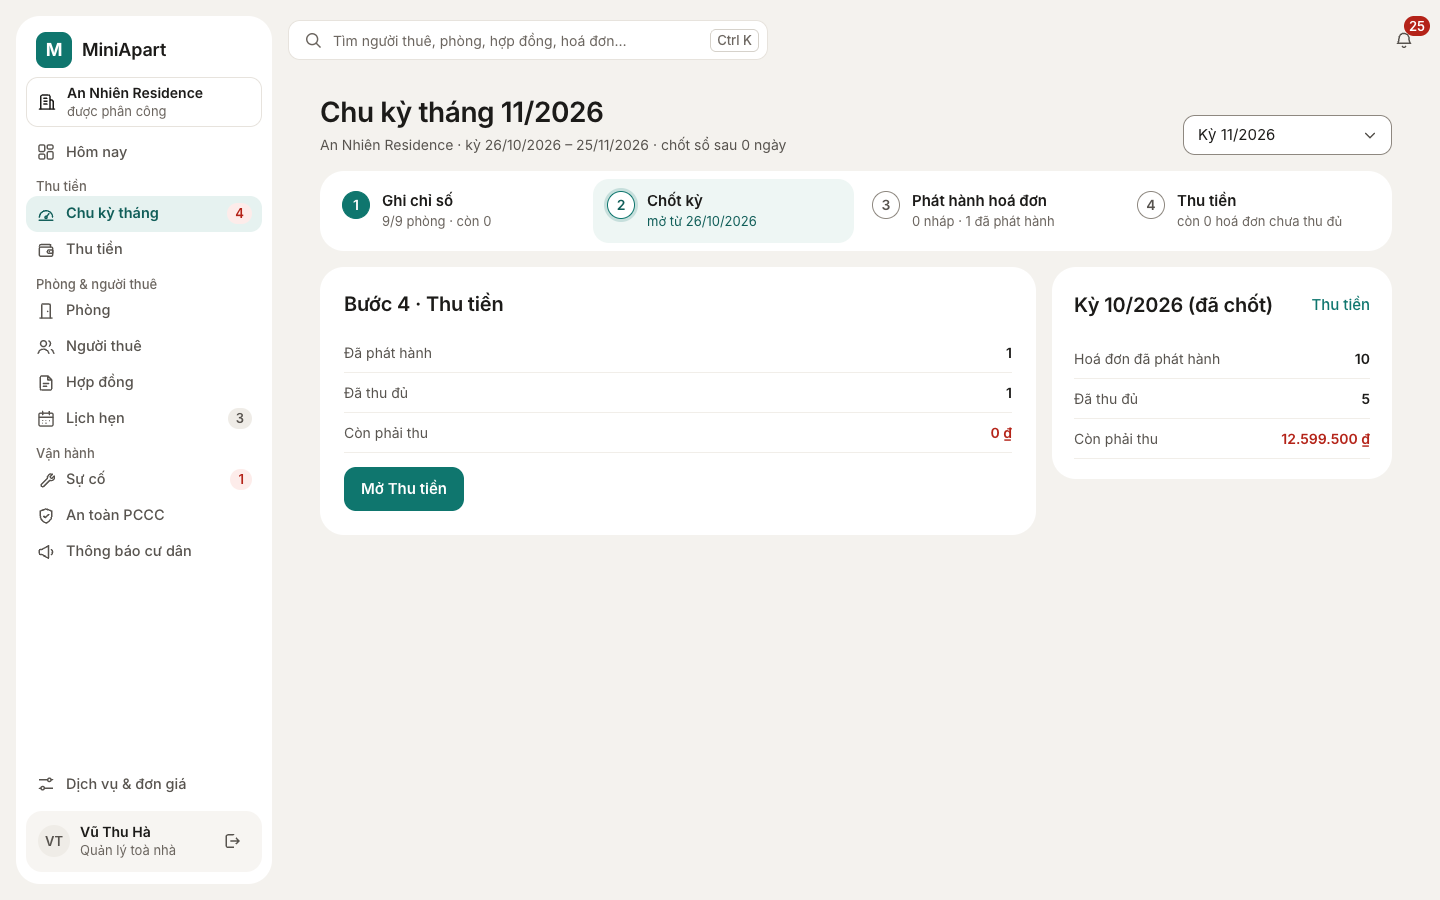 M MiniApart
An Nhiên Residence
được phân công
Hôm nay
Thu tiền
Chu kỳ tháng 4
Thu tiền
Phòng & người thuê
Phòng
Người thuê
Hợp đồng
Lịch hẹn 3
Vận hành
Sự cố 1
An toàn PCCC
Thông báo cư dân
Dịch vụ & đơn giá
VT
Vũ Thu Hà
Quản lý toà nhà
Tìm người thuê, phòng, hợp đồng, hoá đơn... Ctrl K
25
Chu kỳ tháng 11/2026
An Nhiên Residence · kỳ 26/10/2026 – 25/11/2026 · chốt sổ sau 0 ngày
Kỳ 11/2026
1 Ghi chỉ số
9/9 phòng · còn 0
2 Chốt kỳ
mở từ 26/10/2026
3 Phát hành hoá đơn
0 nháp · 1 đã phát hành
4 Thu tiền
còn 0 hoá đơn chưa thu đủ
Bước 4 · Thu tiền
Đã phát hành 1
Đã thu đủ 1
Còn phải thu 0 ₫
Mở Thu tiền
Kỳ 10/2026 (đã chốt) Thu tiền
Hoá đơn đã phát hành 10
Đã thu đủ 5
Còn phải thu 12.599.500 ₫